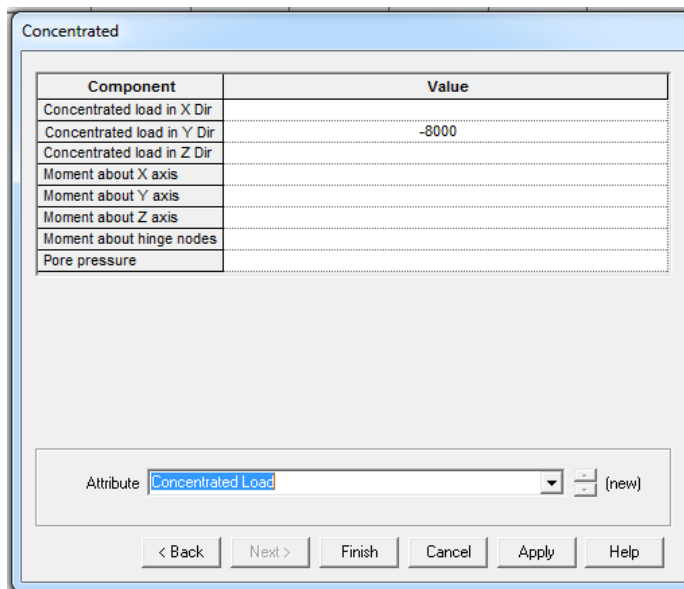 Concentrated
Component Value
Concentrated load in X Dir
Concentrated load in Y Dir -8000
Concentrated load in Z Dir
Moment about X axis
Moment about Y axis
Moment about Z axis
Moment about hinge nodes
Pore pressure
Attribute Concentrated Load (new)
< Back Next > Finish Cancel Apply Help